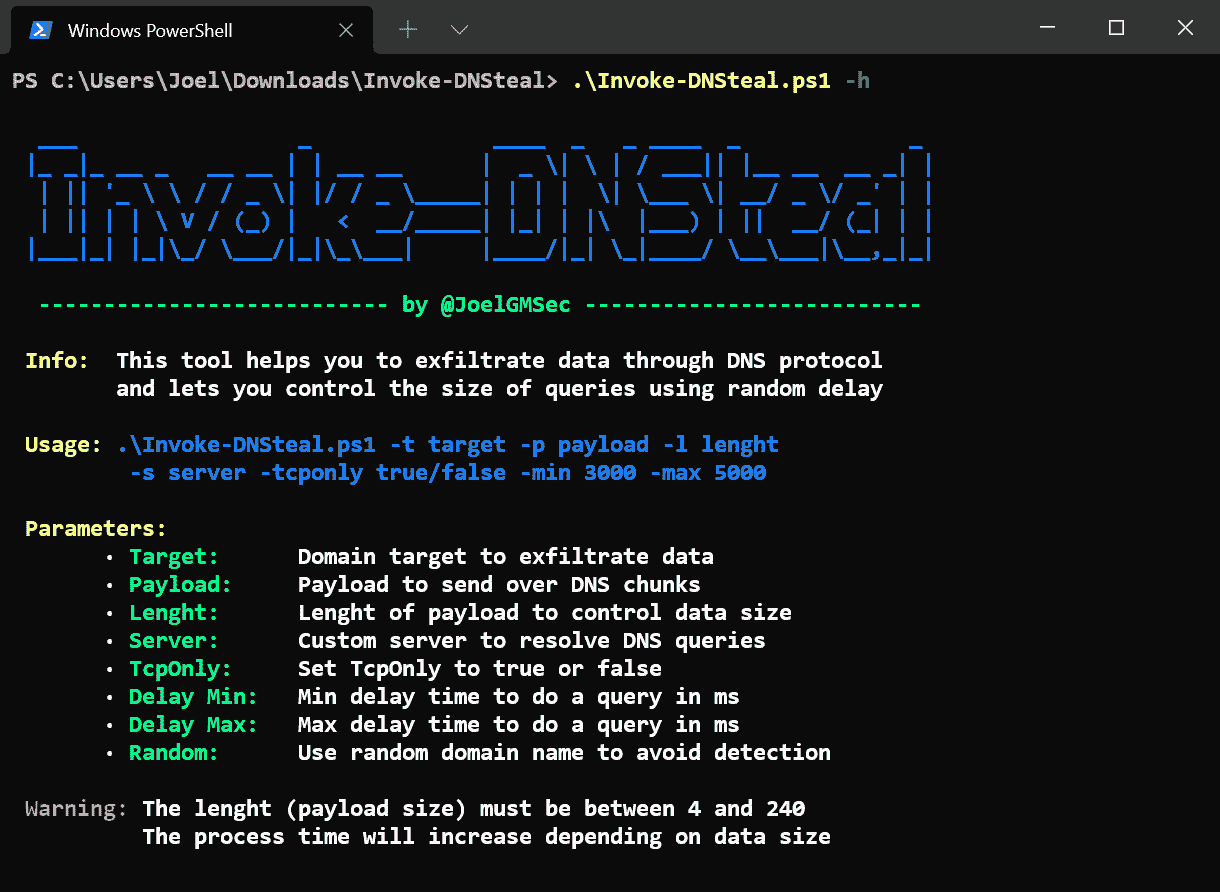 Windows PowerShell
PS C:\Users\Joel\Downloads\Invoke-DNSteal> .\Invoke-DNSteal.ps1 -h
Invoke-DNSteal
--------------------------- by @JoelGMSec --------------------------
Info: This tool helps you to exfiltrate data through DNS protocol
and lets you control the size of queries using random delay
Usage: .\Invoke-DNSteal.ps1 -t target -p payload -l lenght
-s server -tcponly true/false -min 3000 -max 5000
Parameters:
· Target: Domain target to exfiltrate data
· Payload: Payload to send over DNS chunks
· Lenght: Lenght of payload to control data size
· Server: Custom server to resolve DNS queries
· TcpOnly: Set TcpOnly to true or false
· Delay Min: Min delay time to do a query in ms
· Delay Max: Max delay time to do a query in ms
· Random: Use random domain name to avoid detection
Warning: The lenght (payload size) must be between 4 and 240
The process time will increase depending on data size